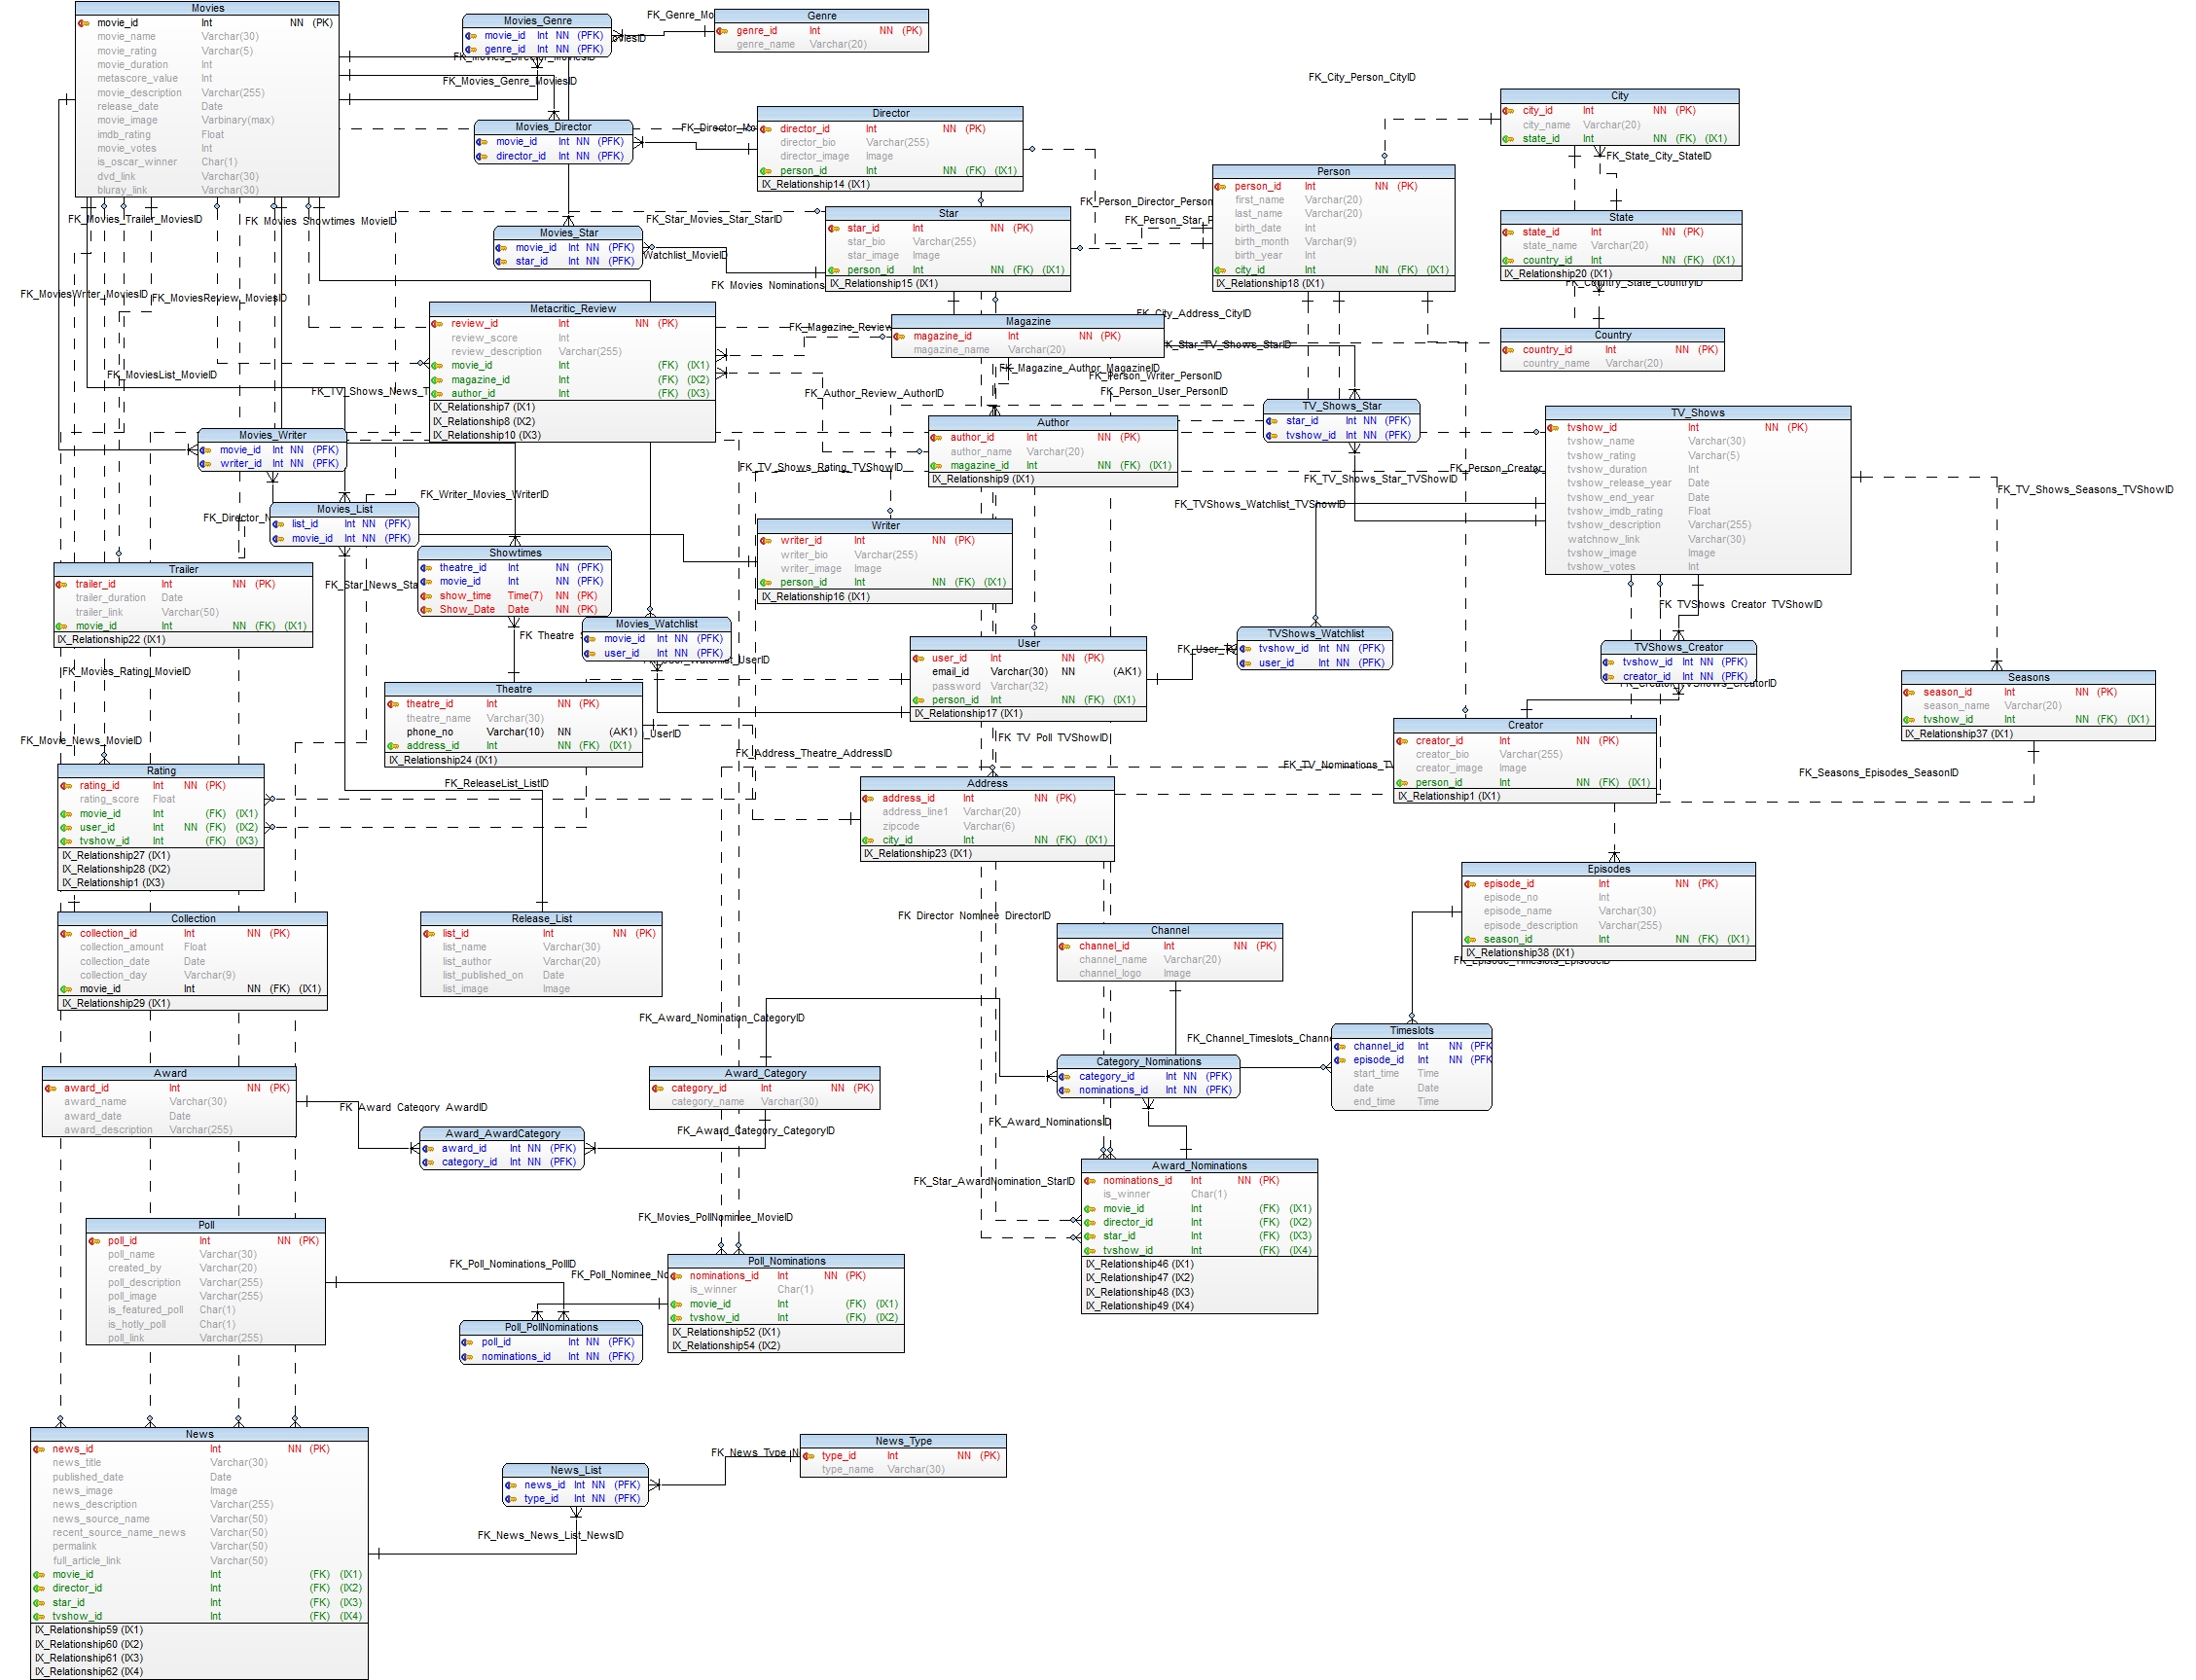 Movies
movie_id Int NN (PK)
movie_name Varchar(30)
movie_rating Varchar(5)
movie_duration Int
metascore_value Int
movie_description Varchar(255)
release_date Date
movie_image Varbinary(max)
imdb_rating Float
movie_votes Int
is_oscar_winner Char(1)
dvd_link Varchar(30)
bluray_link Varchar(30)
Movies_Genre
movie_id Int NN (PFK)
genre_id Int NN (PFK)
FK_Genre_Mo
Genre
genre_id Int NN (PK)
genre_name Varchar(20)
FK_Movies_Director_MoviesID
FK_Movies_Genre_MoviesID
Movies_Director
movie_id Int NN (PFK)
director_id Int NN (PFK)
FK_Director_Mo
Director
director_id Int NN (PK)
director_bio Varchar(255)
director_image Image
person_id Int NN (FK) (IX1)
IX_Relationship14 (IX1)
FK_City_Person_CityID
City
city_id Int NN (PK)
city_name Varchar(20)
state_id Int NN (FK) (IX1)
FK_State_City_StateID
Person
person_id Int NN (PK)
first_name Varchar(20)
last_name Varchar(20)
birth_date Int
birth_month Varchar(9)
birth_year Int
city_id Int NN (FK) (IX1)
IX_Relationship18 (IX1)
FK_Person_Director_Person
FK_Person_Star_P
State
state_id Int NN (PK)
state_name Varchar(20)
country_id Int NN (FK) (IX1)
IX_Relationship20 (IX1)
FK_Country_State_CountryID
Country
country_id Int NN (PK)
country_name Varchar(20)
FK_Movies_Trailer_MoviesID
FK_Movies_Showtimes_MovieID
FK_Star_Movies_Star_StarID
Movies_Star
movie_id Int NN (PFK)
star_id Int NN (PFK)
Watchlist_MovieID
Star
star_id Int NN (PK)
star_bio Varchar(255)
star_image Image
person_id Int NN (FK) (IX1)
IX_Relationship15 (IX1)
FK_Movies_Nominations
FK_MoviesWriter_MoviesID
FK_MoviesReview_MoviesID
Metacritic_Review
review_id Int NN (PK)
review_score Int
review_description Varchar(255)
movie_id Int (FK) (IX1)
magazine_id Int (FK) (IX2)
author_id Int (FK) (IX3)
IX_Relationship7 (IX1)
IX_Relationship8 (IX2)
IX_Relationship10 (IX3)
FK_Magazine_Review
FK_City_Address_CityID
Magazine
magazine_id Int NN (PK)
magazine_name Varchar(20)
K_Star_TV_Shows_StarID
FK_Magazine_Author_MagazineID
FK_Person_Writer_PersonID
FK_Person_User_PersonID
FK_Author_Review_AuthorID
FK_MoviesList_MovieID
FK_TV_Shows_News_T
TV_Shows_Star
star_id Int NN (PFK)
tvshow_id Int NN (PFK)
TV_Shows
tvshow_id Int NN (PK)
tvshow_name Varchar(30)
tvshow_rating Varchar(5)
tvshow_duration Int
tvshow_release_year Date
tvshow_end_year Date
tvshow_imdb_rating Float
tvshow_description Varchar(255)
watchnow_link Varchar(30)
tvshow_image Image
tvshow_votes Int
Author
author_id Int NN (PK)
author_name Varchar(20)
magazine_id Int NN (FK) (IX1)
IX_Relationship9 (IX1)
Movies_Writer
movie_id Int NN (PFK)
writer_id Int NN (PFK)
FK_TV_Shows_Rating_TVShowID
FK_Person_Creator
FK_TV_Shows_Star_TVShowID
FK_TV_Shows_Seasons_TVShowID
FK_Writer_Movies_WriterID
FK_TVShows_Watchlist_TVShowID
FK_Director_N
Movies_List
list_id Int NN (PFK)
movie_id Int NN (PFK)
Writer
writer_id Int NN (PK)
writer_bio Varchar(255)
writer_image Image
person_id Int NN (FK) (IX1)
IX_Relationship16 (IX1)
Showtimes
theatre_id Int NN (PFK)
movie_id Int NN (PFK)
show_time Time(7) NN (PK)
Show_Date Date NN (PK)
Trailer
trailer_id Int NN (PK)
trailer_duration Date
trailer_link Varchar(50)
movie_id Int NN (FK) (IX1)
IX_Relationship22 (IX1)
FK_Star_News_Sta
FK_Theatre
Movies_Watchlist
movie_id Int NN (PFK)
user_id Int NN (PFK)
FK_TVShows_Creator_TVShowID
TVShows_Watchlist
tvshow_id Int NN (PFK)
user_id Int NN (PFK)
User
user_id Int NN (PK)
email_id Varchar(30) NN (AK1)
password Varchar(32)
person_id Int NN (FK) (IX1)
IX_Relationship17 (IX1)
TVShows_Creator
tvshow_id Int NN (PFK)
creator_id Int NN (PFK)
FK_Movies_Rating_MovieID
Seasons
season_id Int NN (PK)
season_name Varchar(20)
tvshow_id Int NN (FK) (IX1)
IX_Relationship37 (IX1)
Theatre
theatre_id Int NN (PK)
theatre_name Varchar(30)
phone_no Varchar(10) NN (AK1)
address_id Int NN (FK) (IX1)
IX_Relationship24 (IX1)
_UserID
Creator
creator_id Int NN (PK)
creator_bio Varchar(255)
creator_image Image
person_id Int NN (FK) (IX1)
IX_Relationship1 (IX1)
FK_TV_Poll_TVShowID
FK_Movie_News_MovieID
FK_Address_Theatre_AddressID
FK_TV_Nominations_TV
FK_Seasons_Episodes_SeasonID
FK_ReleaseList_ListID
Rating
rating_id Int NN (PK)
rating_score Float
movie_id Int (FK) (IX1)
user_id Int NN (FK) (IX2)
tvshow_id Int (FK) (IX3)
IX_Relationship27 (IX1)
IX_Relationship28 (IX2)
IX_Relationship1 (IX3)
Address
address_id Int NN (PK)
address_line1 Varchar(20)
zipcode Varchar(6)
city_id Int NN (FK) (IX1)
IX_Relationship23 (IX1)
Episodes
episode_id Int NN (PK)
episode_no Int
episode_name Varchar(30)
episode_description Varchar(255)
season_id Int NN (FK) (IX1)
IX_Relationship38 (IX1)
FK_Episode_Timeslots_EpisodeID
Collection
collection_id Int NN (PK)
collection_amount Float
collection_date Date
collection_day Varchar(9)
movie_id Int NN (FK) (IX1)
IX_Relationship29 (IX1)
Release_List
list_id Int NN (PK)
list_name Varchar(30)
list_author Varchar(20)
list_published_on Date
list_image Image
FK_Director_Nominee_DirectorID
Channel
channel_id Int NN (PK)
channel_name Varchar(20)
channel_logo Image
FK_Award_Nomination_CategoryID
FK_Channel_Timeslots_Chann
Timeslots
channel_id Int NN (PFK
episode_id Int NN (PFK
start_time Time
date Date
end_time Time
Category_Nominations
category_id Int NN (PFK)
nominations_id Int NN (PFK)
Award
award_id Int NN (PK)
award_name Varchar(30)
award_date Date
award_description Varchar(255)
Award_Category
category_id Int NN (PK)
category_name Varchar(30)
FK_Award_Category_AwardID
FK_Award_NominationsID
FK_Award_Category_CategoryID
Award_AwardCategory
award_id Int NN (PFK)
category_id Int NN (PFK)
FK_Star_AwardNomination_StarID
Award_Nominations
nominations_id Int NN (PK)
is_winner Char(1)
movie_id Int (FK) (IX1)
director_id Int (FK) (IX2)
star_id Int (FK) (IX3)
tvshow_id Int (FK) (IX4)
IX_Relationship46 (IX1)
IX_Relationship47 (IX2)
IX_Relationship48 (IX3)
IX_Relationship49 (IX4)
FK_Movies_PollNominee_MovieID
Poll
poll_id Int NN (PK)
poll_name Varchar(30)
created_by Varchar(20)
poll_description Varchar(255)
poll_image Varchar(255)
is_featured_poll Char(1)
is_hotly_poll Char(1)
poll_link Varchar(255)
FK_Poll_Nominations_PollID
FK_Poll_Nominee_No
Poll_Nominations
nominations_id Int NN (PK)
is_winner Char(1)
movie_id Int (FK) (IX1)
tvshow_id Int (FK) (IX2)
IX_Relationship52 (IX1)
IX_Relationship54 (IX2)
Poll_PollNominations
poll_id Int NN (PFK)
nominations_id Int NN (PFK)
News
news_id Int NN (PK)
news_title Varchar(30)
published_date Date
news_image Image
news_description Varchar(255)
news_source_name Varchar(50)
recent_source_name_news Varchar(50)
permalink Varchar(50)
full_article_link Varchar(50)
movie_id Int (FK) (IX1)
director_id Int (FK) (IX2)
star_id Int (FK) (IX3)
tvshow_id Int (FK) (IX4)
IX_Relationship59 (IX1)
IX_Relationship60 (IX2)
IX_Relationship61 (IX3)
IX_Relationship62 (IX4)
FK_News_Type_N
News_Type
type_id Int NN (PK)
type_name Varchar(30)
News_List
news_id Int NN (PFK)
type_id Int NN (PFK)
FK_News_News_List_NewsID